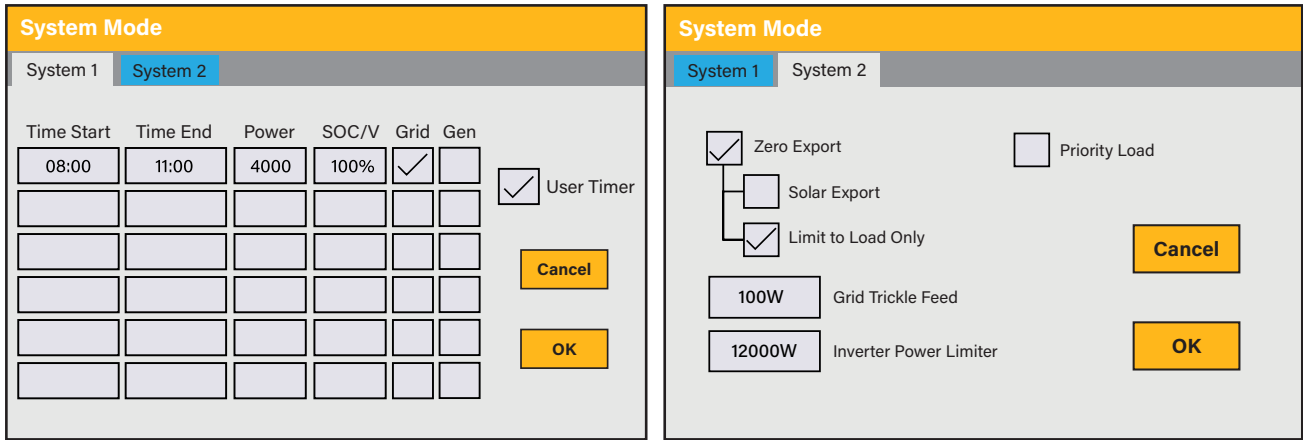 System Mode
System 1 System 2
Time Start Time End Power SOC/V Grid Gen
08:00 11:00 4000 100%
User Timer
Cancel
OK
System Mode
System 1 System 2
Zero Export Priority Load
Solar Export
Limit to Load Only
Cancel
100W Grid Trickle Feed
12000W Inverter Power Limiter
OK